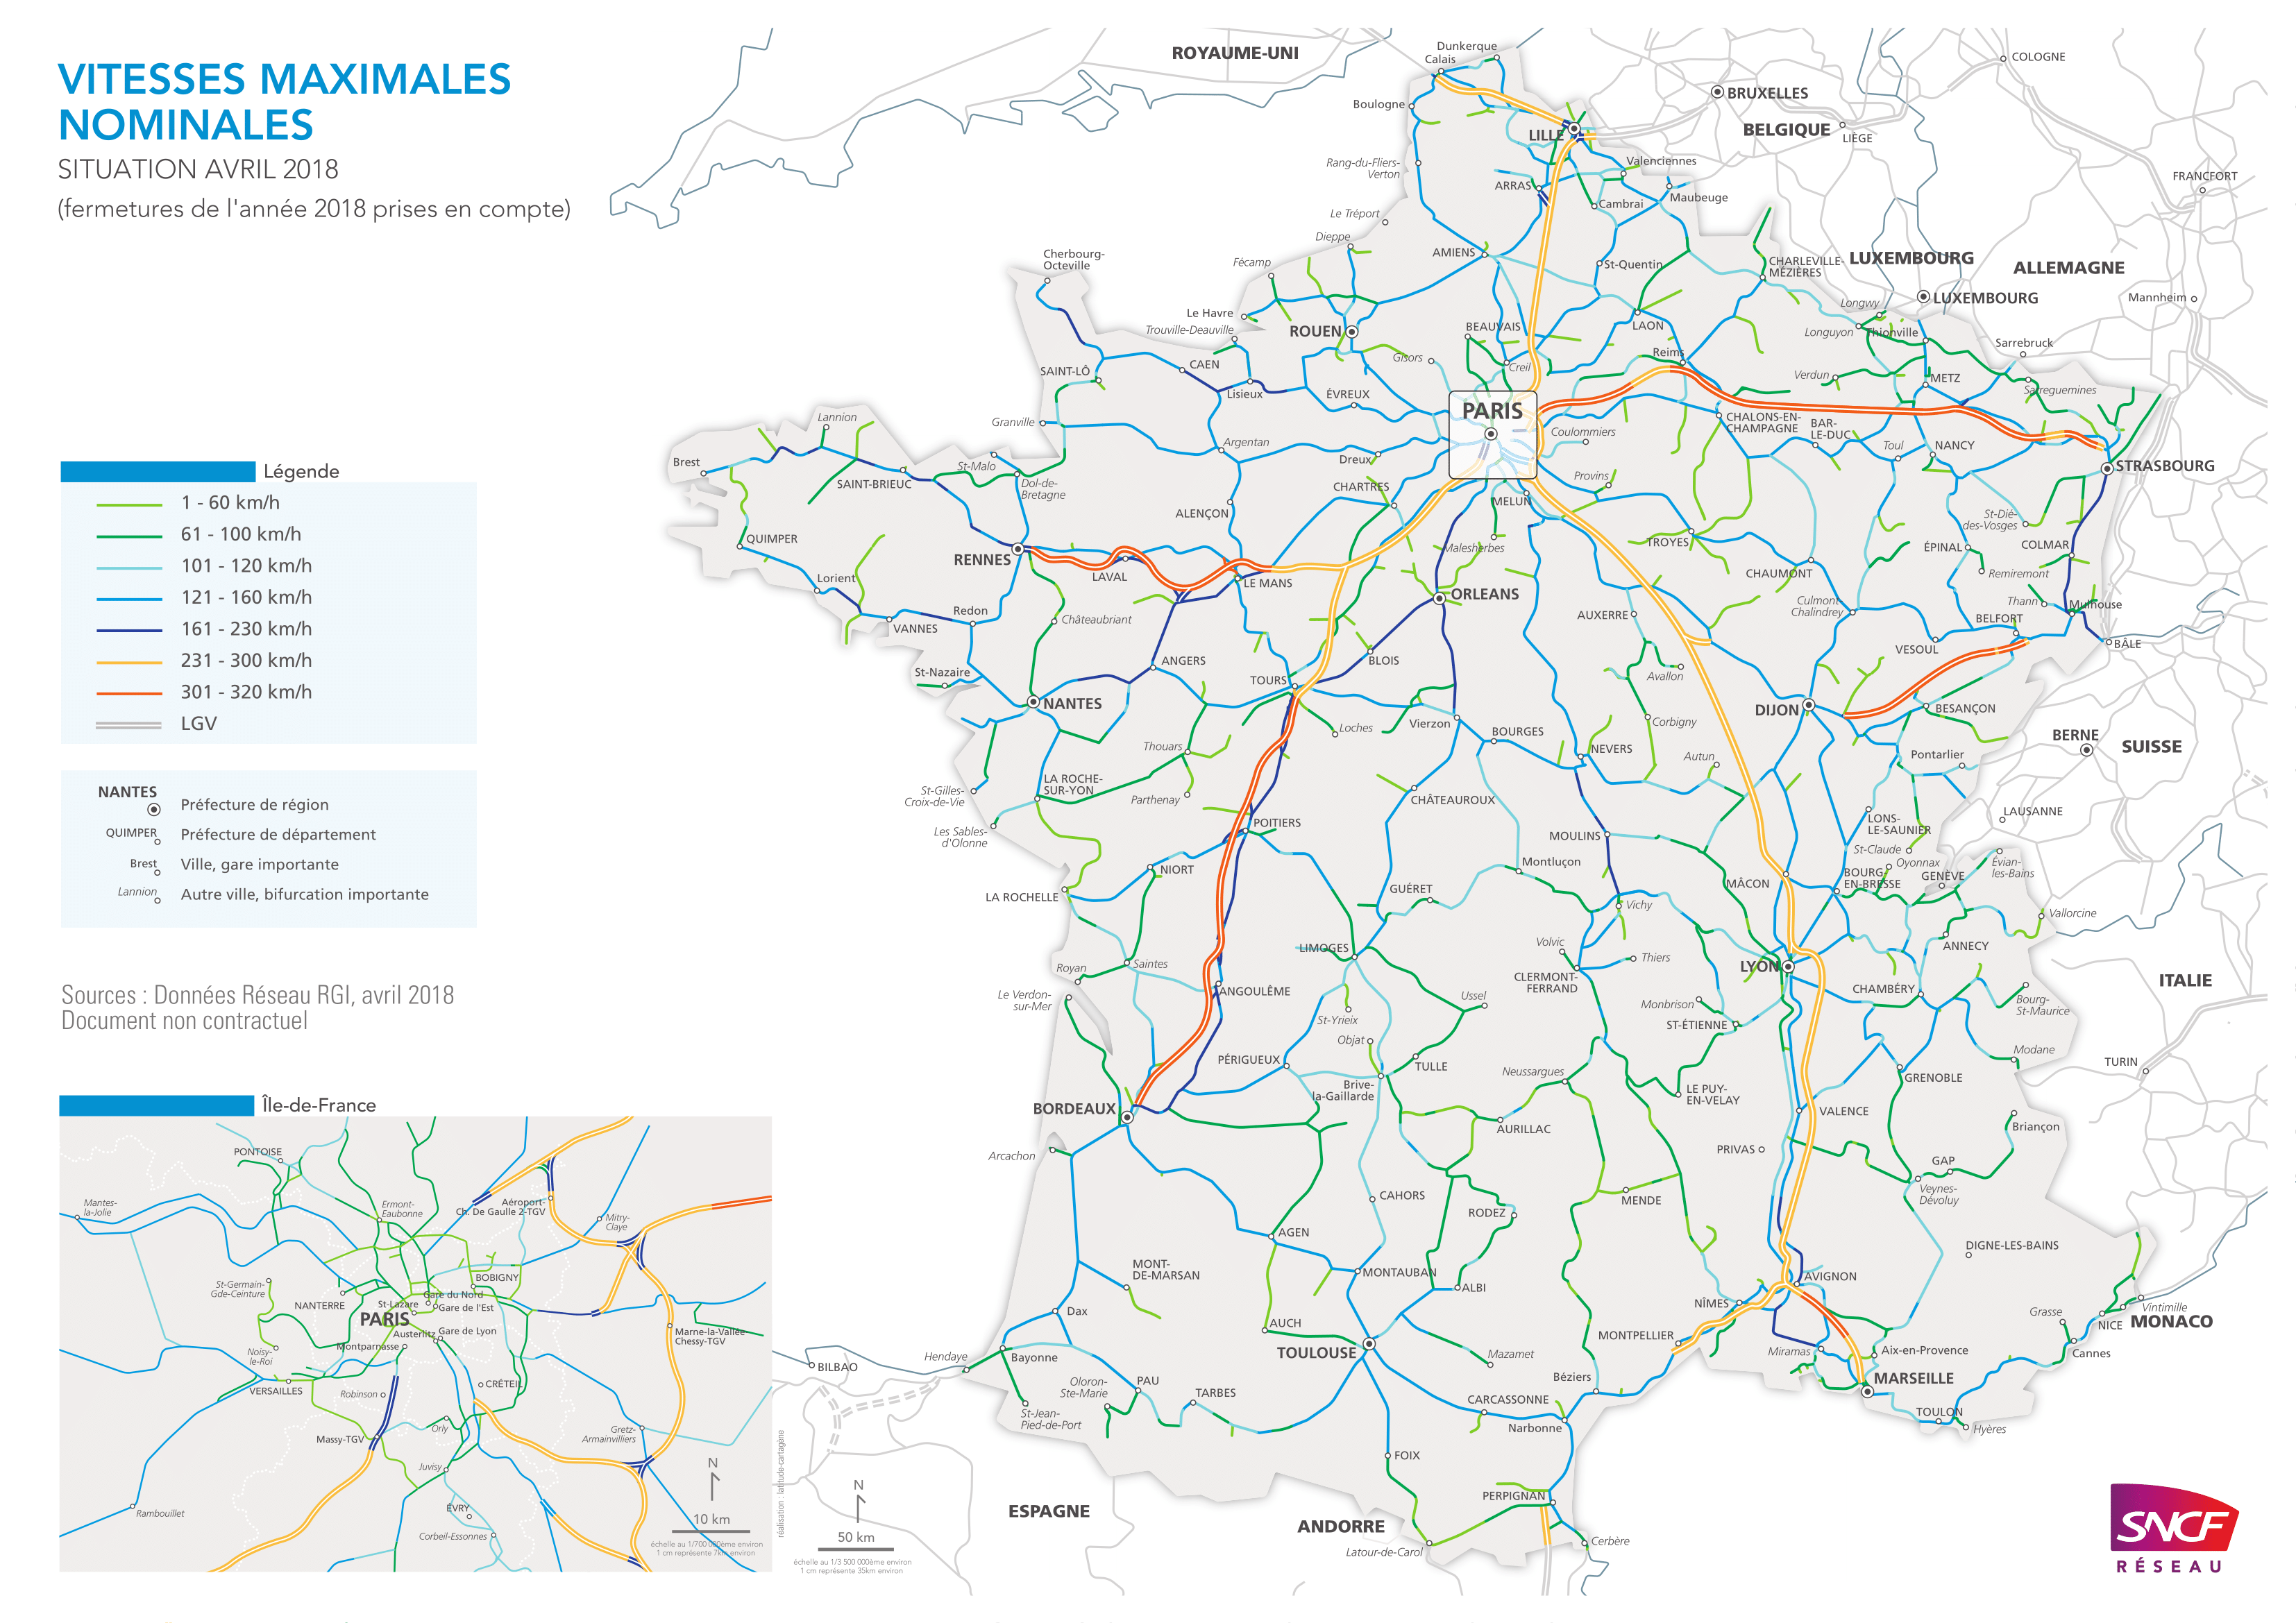 VITESSES MAXIMALES
NOMINALES
SITUATION AVRIL 2018
(fermetures de l'année 2018 prises en compte)
Légende
1 - 60 km/h
61 - 100 km/h
101 - 120 km/h
121 - 160 km/h
161 - 230 km/h
231 - 300 km/h
301 - 320 km/h
LGV
NANTES
Préfecture de région
QUIMPER
Préfecture de département
Brest
Ville, gare importante
Lannion
Autre ville, bifurcation importante
Sources : Données Réseau RGI, avril 2018
Document non contractuel
Île-de-France
PONTOISE
Mantes-
la-Jolie
Ermont-
Eaubonne
Aéroport-
Ch. De Gaulle 2-TGV
Mitry-
Claye
St-Germain-
Gde-Ceinture
NANTERRE
BOBIGNY
Gare du Nord
St-Lazare
Gare de l'Est
PARIS
Austerlitz
Gare de Lyon
Montparnasse
Marne-la-Vallée
Chessy-TGV
Noisy-
le-Roi
VERSAILLES
Robinson
CRÉTEIL
Orly
Massy-TGV
Gretz-
Armainvilliers
Juvisy
ÉVRY
Corbeil-Essonnes
Rambouillet
N
10 km
échelle au 1/700 000ème environ
1 cm représente 7km environ
réalisation : latitude-cartagène
N
50 km
échelle au 1/3 500 000ème environ
1 cm représente 35km environ
ROYAUME-UNI
Dunkerque
Calais
Boulogne
LILLE
BRUXELLES
BELGIQUE
LIÈGE
COLOGNE
FRANCFORT
Rang-du-Fliers-
Verton
Valenciennes
ARRAS
Cambrai
Maubeuge
Le Tréport
Dieppe
AMIENS
St-Quentin
CHARLEVILLE-
MÉZIÈRES
LUXEMBOURG
ALLEMAGNE
LUXEMBOURG
Mannheim
Cherbourg-
Octeville
Fécamp
Le Havre
Trouville-Deauville
ROUEN
BEAUVAIS
LAON
Longwy
Longuyon
Thionville
Sarrebruck
Gisors
Creil
Reims
Verdun
METZ
Sarreguemines
SAINT-LÔ
CAEN
Lisieux
ÉVREUX
PARIS
CHALONS-EN-
CHAMPAGNE
BAR-
LE-DUC
Toul
NANCY
STRASBOURG
Granville
Argentan
Dreux
Coulommiers
Lannion
Brest
SAINT-BRIEUC
St-Malo
Dol-de-
Bretagne
CHARTRES
Provins
MELUN
ALENÇON
Malesherbes
TROYES
St-Dié-
des-Vosges
ÉPINAL
COLMAR
CHAUMONT
Remiremont
QUIMPER
RENNES
LAVAL
LE MANS
ORLEANS
Lorient
VANNES
Redon
Châteaubriant
AUXERRE
Culmont-
Chalindrey
Thann
Mulhouse
BELFORT
BÂLE
VESOUL
St-Nazaire
ANGERS
TOURS
BLOIS
Avallon
NANTES
Loches
Vierzon
BOURGES
Corbigny
DIJON
BESANÇON
BERNE
SUISSE
NEVERS
Autun
Pontarlier
Thouars
LA ROCHE-
SUR-YON
Parthenay
St-Gilles-
Croix-de-Vie
Les Sables-
d'Olonne
CHÂTEAUROUX
LAUSANNE
LONS-
LE-SAUNIER
POITIERS
MOULINS
St-Claude
Oyonnax
Évian-
les-Bains
NIORT
Montluçon
MÂCON
BOURG-
EN-BRESSE
GENÈVE
LA ROCHELLE
GUÉRET
Vichy
Vallorcine
ANNECY
LIMOGES
Volvic
Thiers
CLERMONT-
FERRAND
LYON
ITALIE
Royan
Saintes
Le Verdon-
sur-Mer
ANGOULÊME
St-Yrieix
Ussel
Monbrison
ST-ÉTIENNE
CHAMBÉRY
Bourg-
St-Maurice
Objat
PÉRIGUEUX
TULLE
Brive-
la-Gaillarde
Neussargues
LE PUY-
EN-VELAY
Modane
TURIN
GRENOBLE
BORDEAUX
AURILLAC
VALENCE
Briançon
Arcachon
PRIVAS
GAP
Veynes-
Dévoluy
CAHORS
MENDE
RODEZ
AGEN
DIGNE-LES-BAINS
MONT-
DE-MARSAN
MONTAUBAN
ALBI
AVIGNON
NÎMES
Dax
AUCH
MONTPELLIER
Grasse
Vintimille
NICE
MONACO
Cannes
TOULOUSE
Mazamet
Miramas
Aix-en-Provence
MARSEILLE
TOULON
Hyères
BILBAO
Hendaye
Bayonne
Oloron-
Ste-Marie
PAU
TARBES
St-Jean-
Pied-de-Port
CARCASSONNE
Béziers
Narbonne
FOIX
PERPIGNAN
ESPAGNE
ANDORRE
Latour-de-Carol
Cerbère
SNCF
RÉSEAU